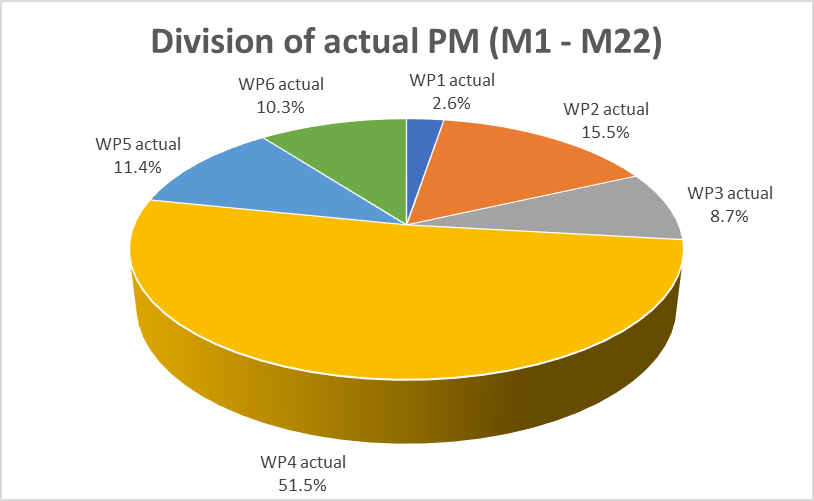 Division of actual PM (M1 - M22)
WP1 actual
2.6%
WP2 actual
15.5%
WP3 actual
8.7%
WP4 actual
51.5%
WP5 actual
11.4%
WP6 actual
10.3%